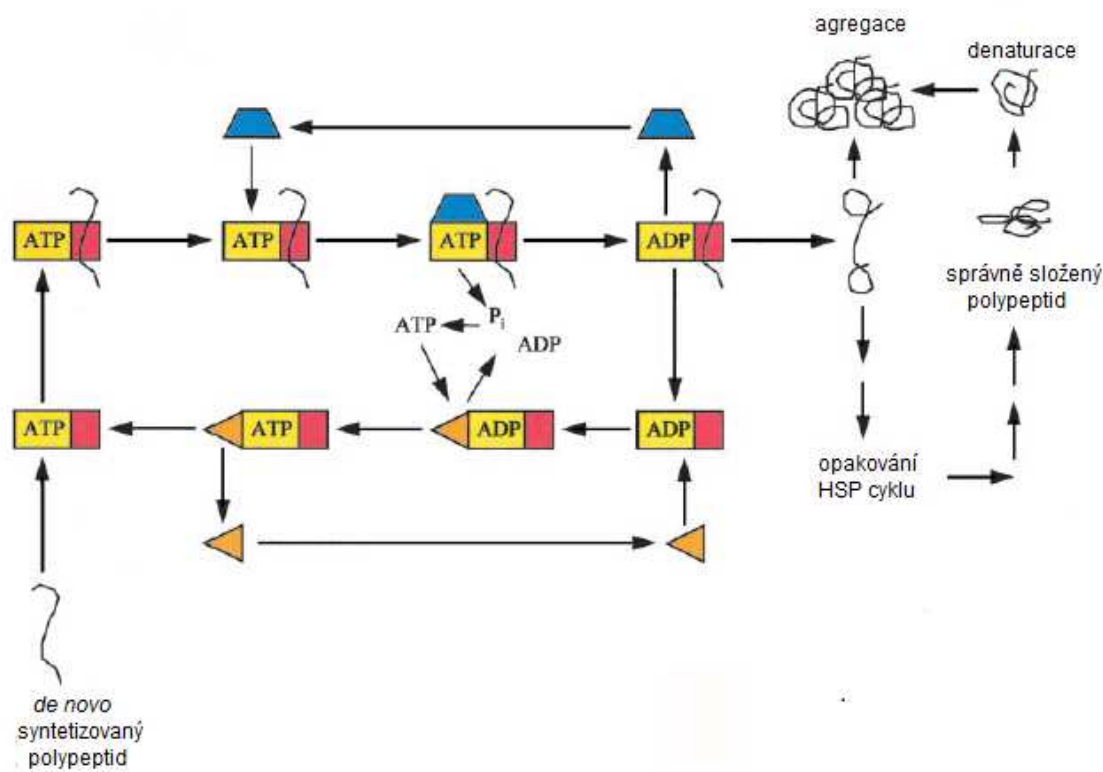 agregace
denaturace
ATP
ATP
ATP
ADP
správně složený
polypeptid
ATP
Pi
ADP
ATP
ATP
ADP
ADP
opakování
HSP cyklu
de novo
syntetizovaný
polypeptid